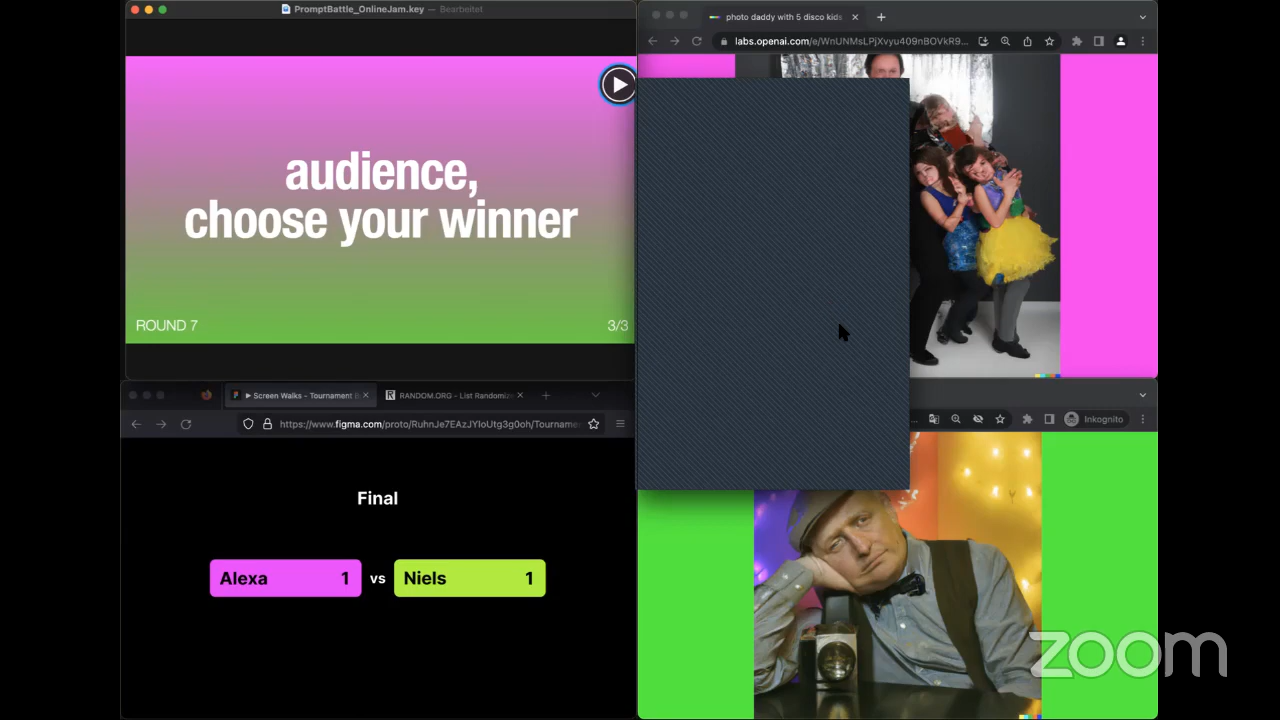 PromptBattle_OnlineJam.key — Bearbeitet
audience,
choose your winner
ROUND 7
3/3
photo daddy with 5 disco kids
labs.openai.com/e/WnUNMsLPjXvyu409nBOVkR9...
Screen Walks - Tournament
RANDOM.ORG - List Randomiz
https://www.figma.com/proto/RuhnJe7EAzJYIoUtg3g0oh/Tourname
Inkognito
Final
Alexa 1 vs Niels 1
zoom